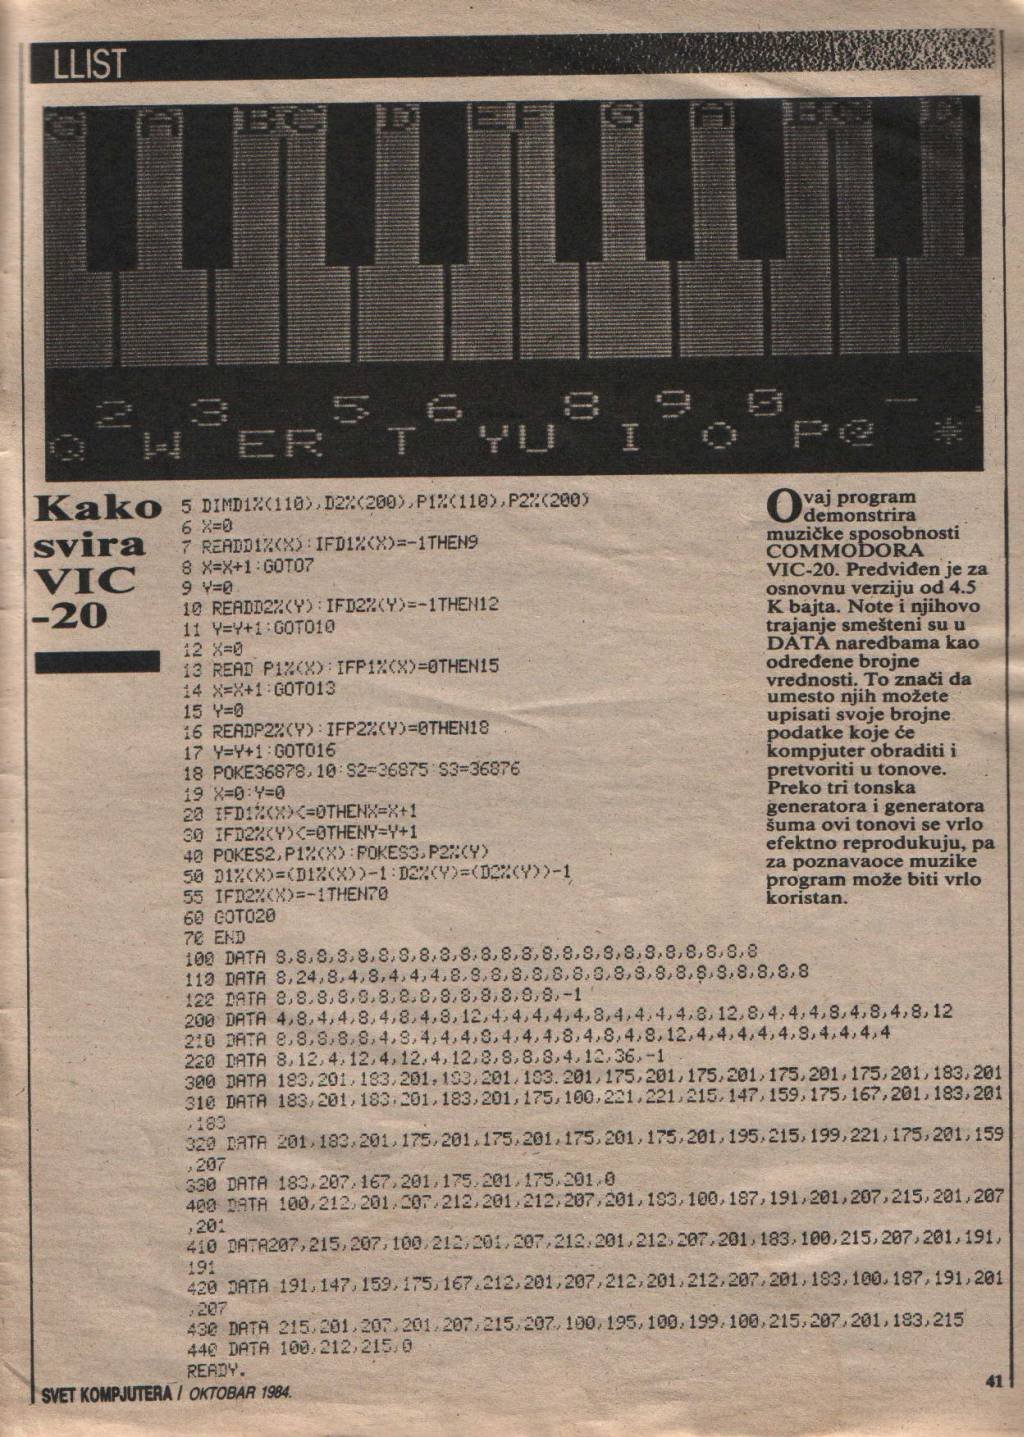 LLIST
G A BC D EF G A BC D
2 3 5 6 8 9 0 -
Q W ER T YU I O P@ *
Kako
svira
VIC
-20
5 DIMD1%(110),D2%(200),P1%(110),P2%(200)
6 X=0
7 READD1%(X):IFD1%(X)=-1THEN9
8 X=X+1:GOTO7
9 Y=0
10 READD2%(Y):IFD2%(Y)=-1THEN12
11 Y=Y+1:GOTO10
12 X=0
13 READ P1%(X):IFP1%(X)=0THEN15
14 X=X+1:GOTO13
15 Y=0
16 READP2%(Y):IFP2%(Y)=0THEN18
17 Y=Y+1:GOTO16
18 POKE36878,10:S2=36875:S3=36876
19 X=0:Y=0
20 IFD1%(X)<=0THENX=X+1
30 IFD2%(Y)<=0THENY=Y+1
40 POKES2,P1%(X):POKES3,P2%(Y)
50 D1%(X)=(D1%(X))-1:D2%(Y)=(D2%(Y))-1
55 IFD2%(X)=-1THEN70
60 GOTO20
70 END
100 DATA 8,8,8,8,8,8,8,8,8,8,8,8,8,8,8,8,8,8,8,8,8,8,8,8
110 DATA 8,24,8,4,8,4,4,4,8,8,8,8,8,8,8,8,8,8,8,8,8,8,8,8,8,8
120 DATA 8,8,8,8,8,8,8,8,8,8,8,8,8,8,-1
200 DATA 4,8,4,4,8,4,8,4,8,12,4,4,4,4,4,8,4,4,4,4,8,12,8,4,4,4,8,4,8,4,8,12
210 DATA 8,8,8,8,8,4,8,4,4,4,8,4,4,4,8,4,8,4,8,12,4,4,4,4,4,8,4,4,4,4
220 DATA 8,12,4,12,4,12,4,12,8,8,8,8,4,12,36,-1
300 DATA 183,201,183,201,183,201,183,201,175,201,175,201,175,201,175,201,183,201
310 DATA 183,201,183,201,183,201,175,100,221,221,215,147,159,175,167,201,183,201
,183
320 DATA 201,183,201,175,201,175,201,175,201,175,201,195,215,199,221,175,201,159
,207
330 DATA 183,207,167,201,175,201,175,201,0
400 DATA 100,212,201,207,212,201,212,207,201,183,100,187,191,201,207,215,201,207
,201
410 DATA207,215,207,100,212,201,207,212,201,212,207,201,183,100,215,207,201,191,
191
420 DATA 191,147,159,175,167,212,201,207,212,201,212,207,201,183,100,187,191,201
,207
430 DATA 215,201,207,201,207,215,207,100,195,100,199,100,215,207,201,183,215
440 DATA 100,212,215,0
READY.
Ovaj program
demonstrira
muzičke sposobnosti
COMMODORA
VIC-20. Predviđen je za
osnovnu verziju od 4.5
K bajta. Note i njihovo
trajanje smešteni su u
DATA naredbama kao
određene brojne
vrednosti. To znači da
umesto njih možete
upisati svoje brojne
podatke koje će
kompjuter obraditi i
pretvoriti u tonove.
Preko tri tonska
generatora i generatora
šuma ovi tonovi se vrlo
efektno reprodukuju, pa
za poznavaoce muzike
program može biti vrlo
koristan.
SVET KOMPJUTERA / OKTOBAR 1984.
41